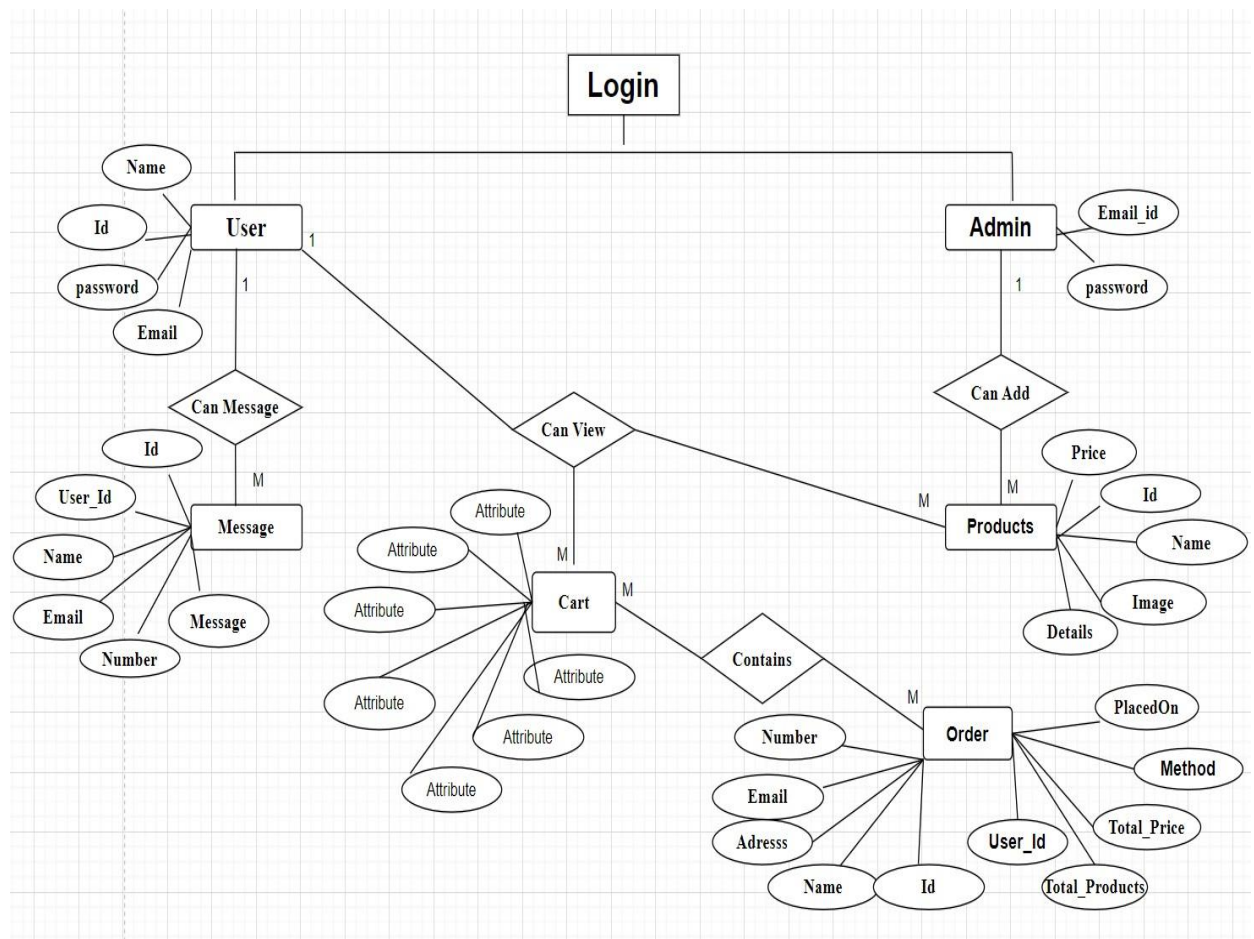 Login
Name
Id
User
password
Email
1
1
Admin
Email_id
password
1
Can Message
Can View
Can Add
Id
User_Id
Name
Email
Number
Message
M
Message
Price
Id
Name
Image
Details
M
M
Products
Attribute
Attribute
Attribute
Attribute
Attribute
Attribute
Attribute
M
Cart
M
Contains
M
Order
Number
Email
Adresss
Name
Id
User_Id
PlacedOn
Method
Total_Price
Total_Products